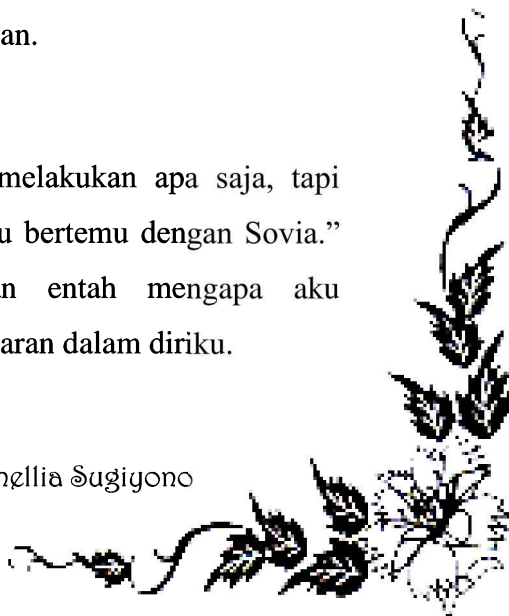 an.
melakukan apa saja, tapi
u bertemu dengan Sovia.”
n entah mengapa aku
aran dalam diriku.
nellia Sugiyono